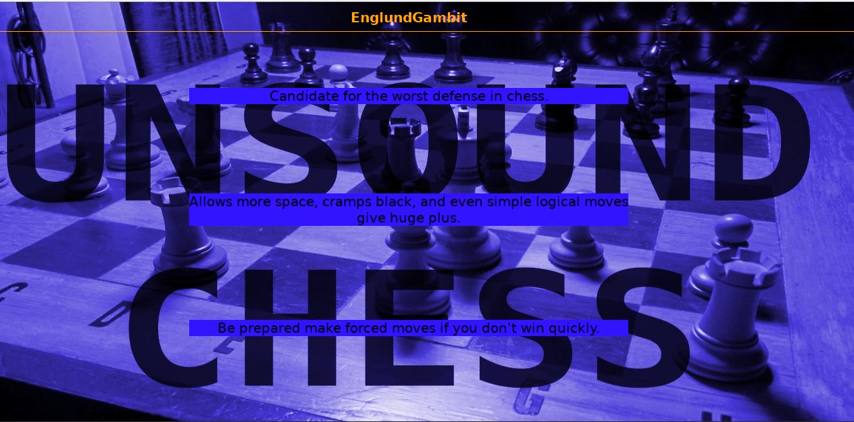 EnglundGambit
UNSOUND
Candidate for the worst defense in chess.
Allows more space, cramps black, and even simple logical moves
give huge plus.
CHESS
Be prepared make forced moves if you don't win quickly.
C
D
E
G
H